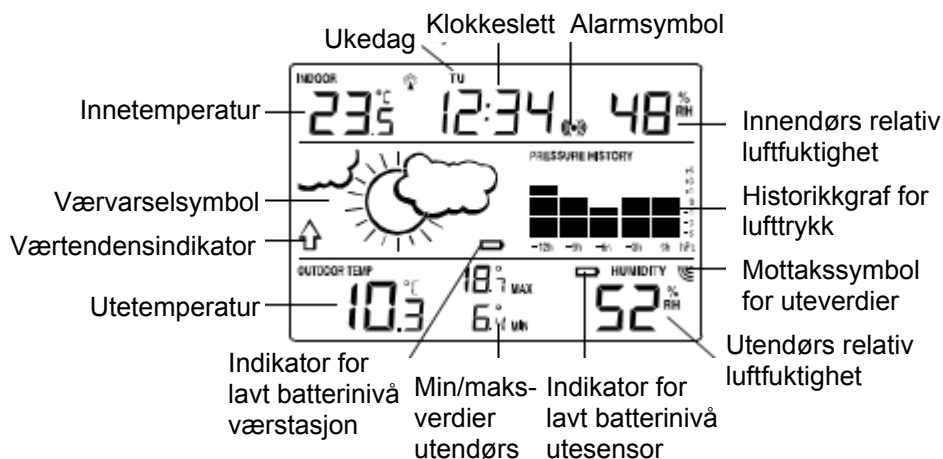 Klokkeslett Alarmsymbol
Ukedag
INDOOR TU
Innetemperatur 23.5 °C 12:34 48 % RH
Innendørs relativ
luftfuktighet
PRESSURE HISTORY
Værvarselsymbol
Historikkgraf for
lufttrykk
Værtendensindikator
-12h -9h -6h -3h 0h
OUTDOOR TEMP 18.7° MAX HUMIDITY
Mottakssymbol
for uteverdier
Utetemperatur 10.3 °C 6.4° MIN 52 % RH
Utendørs relativ
luftfuktighet
Indikator for
lavt batterinivå
værstasjon
Min/maks-
verdier
utendørs
Indikator for
lavt batterinivå
utesensor